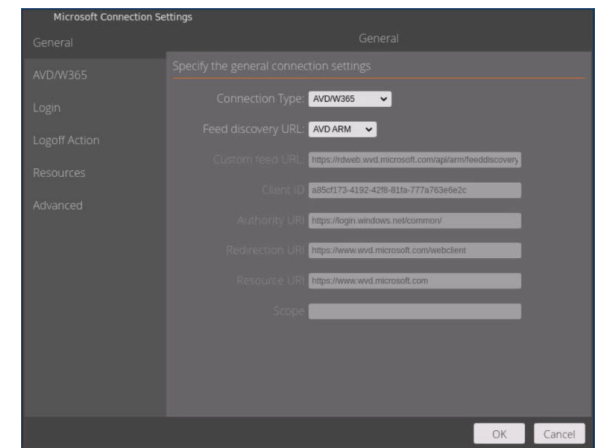 Microsoft Connection Settings
General
General
AVD/W365
Login
Logoff Action
Resources
Advanced
Specify the general connection settings
Connection Type: AVD/W365
Feed discovery URL: AVD ARM
Custom feed URL: https://rdweb.wvd.microsoft.com/api/arm/feeddiscovery
Client ID a85cf173-4192-42f8-81fa-777a763e6e2c
Authority URI https://login.windows.net/common/
Redirection URI https://www.wvd.microsoft.com/webclient
Resource URI https://www.wvd.microsoft.com
Scope
OK Cancel